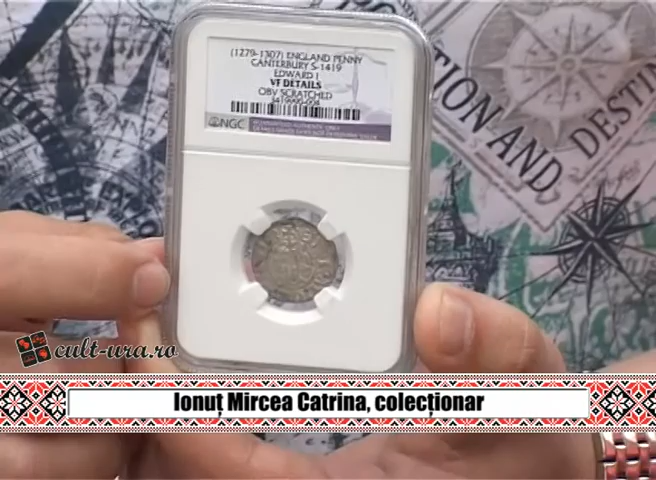 (1279-1307) ENGLAND PENNY
CANTERBURY S-1419
EDWARD I
VF DETAILS
OBV SCRATCHED
NGC
ION AND DESTIN
cult-ura.ro
Ionuț Mircea Catrina, colecționar